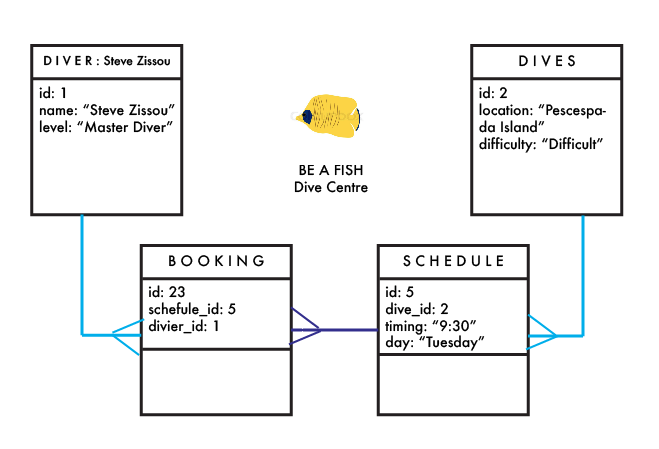 DIVER: Steve Zissou
id: 1
name: “Steve Zissou”
level: “Master Diver”
BE A FISH
Dive Centre
DIVES
id: 2
location: “Pescespa-
da Island”
difficulty: “Difficult”
BOOKING
id: 23
schefule_id: 5
divier_id: 1
SCHEDULE
id: 5
dive_id: 2
timing: “9:30”
day: “Tuesday”